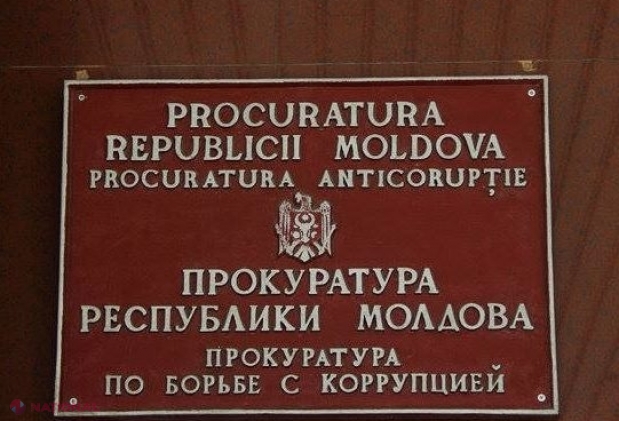 PROCURATURA
REPUBLICII MOLDOVA
PROCURATURA ANTICORUPȚIE
ПРОКУРАТУРА
РЕСПУБЛИКИ МОЛДОВА
ПРОКУРАТУРА
ПО БОРЬБЕ С КОРРУПЦИЕЙ